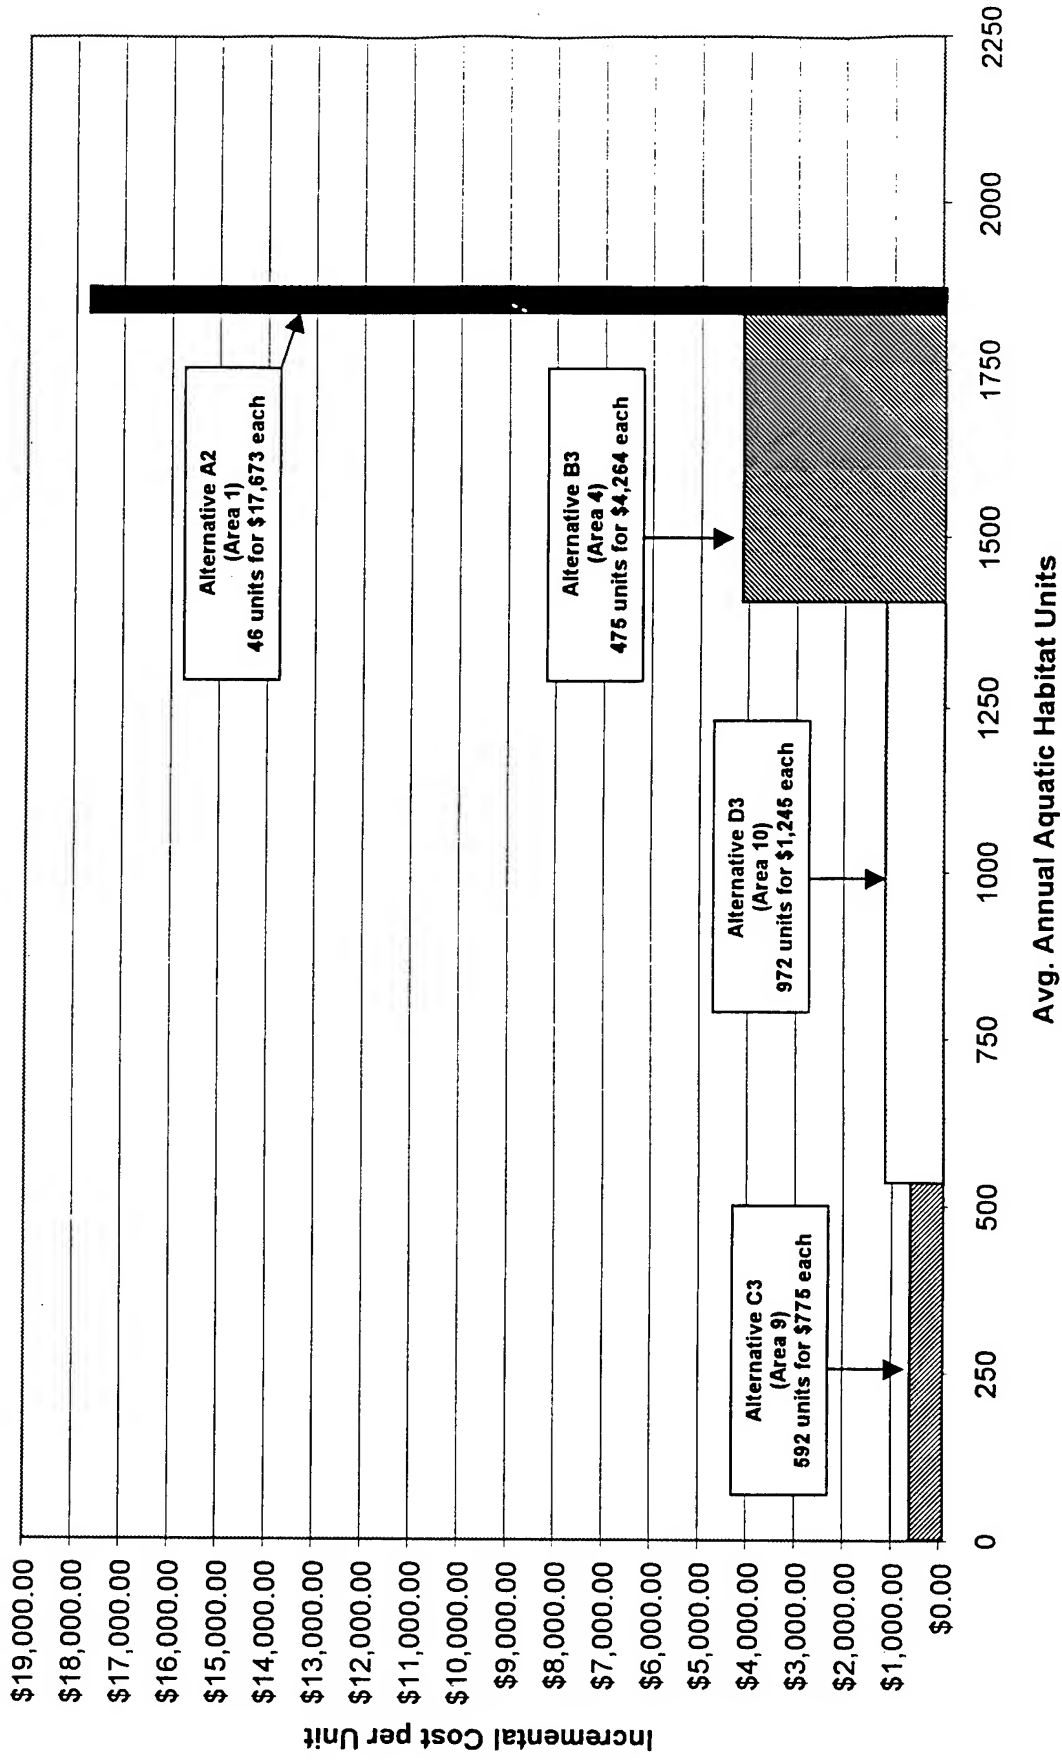 Incremental Cost per Unit
$19,000.00
$18,000.00
$17,000.00
$16,000.00
$15,000.00
$14,000.00
$13,000.00
$12,000.00
$11,000.00
$10,000.00
$9,000.00
$8,000.00
$7,000.00
$6,000.00
$5,000.00
$4,000.00
$3,000.00
$2,000.00
$1,000.00
$0.00
Alternative A2
(Area 1)
46 units for $17,673 each
Alternative B3
(Area 4)
475 units for $4,264 each
Alternative D3
(Area 10)
972 units for $1,245 each
Alternative C3
(Area 9)
592 units for $775 each
0
250
500
750
1000
1250
1500
1750
2000
2250
Avg. Annual Aquatic Habitat Units